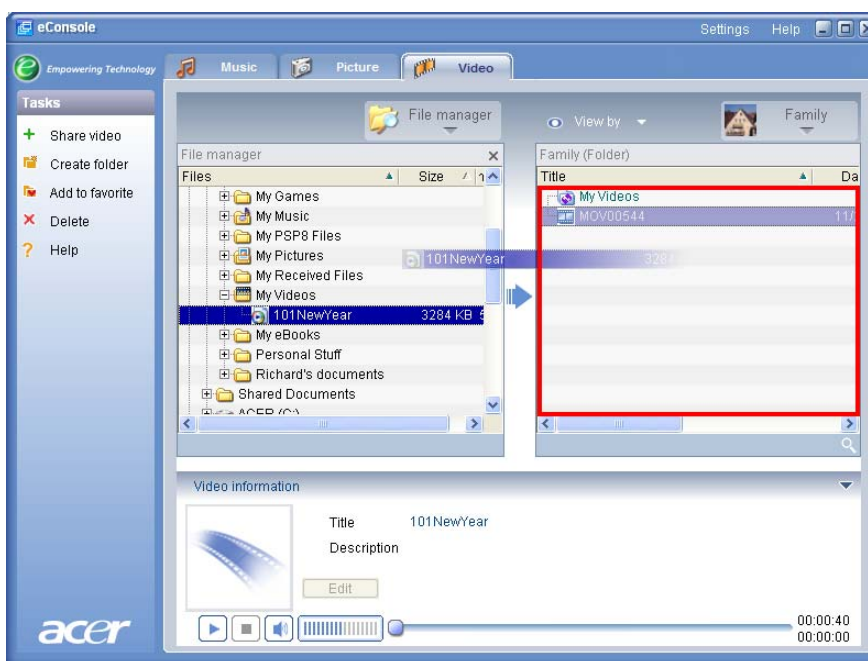 eConsole
Settings Help
Empowering Technology
Music Picture Video
Tasks
Share video
Create folder
Add to favorite
Delete
Help
File manager
File manager
Files Size
My Games
My Music
My PSP8 Files
My Pictures
My Received Files
My Videos
101NewYear 3284 KB
My eBooks
Personal Stuff
Richard's documents
Shared Documents
ACER (C:)
101NewYear
View by Family
Family (Folder)
Title Da
My Videos
MOV00544 11/
Video information
Title 101NewYear
Description
Edit
00:00:40
00:00:00
acer